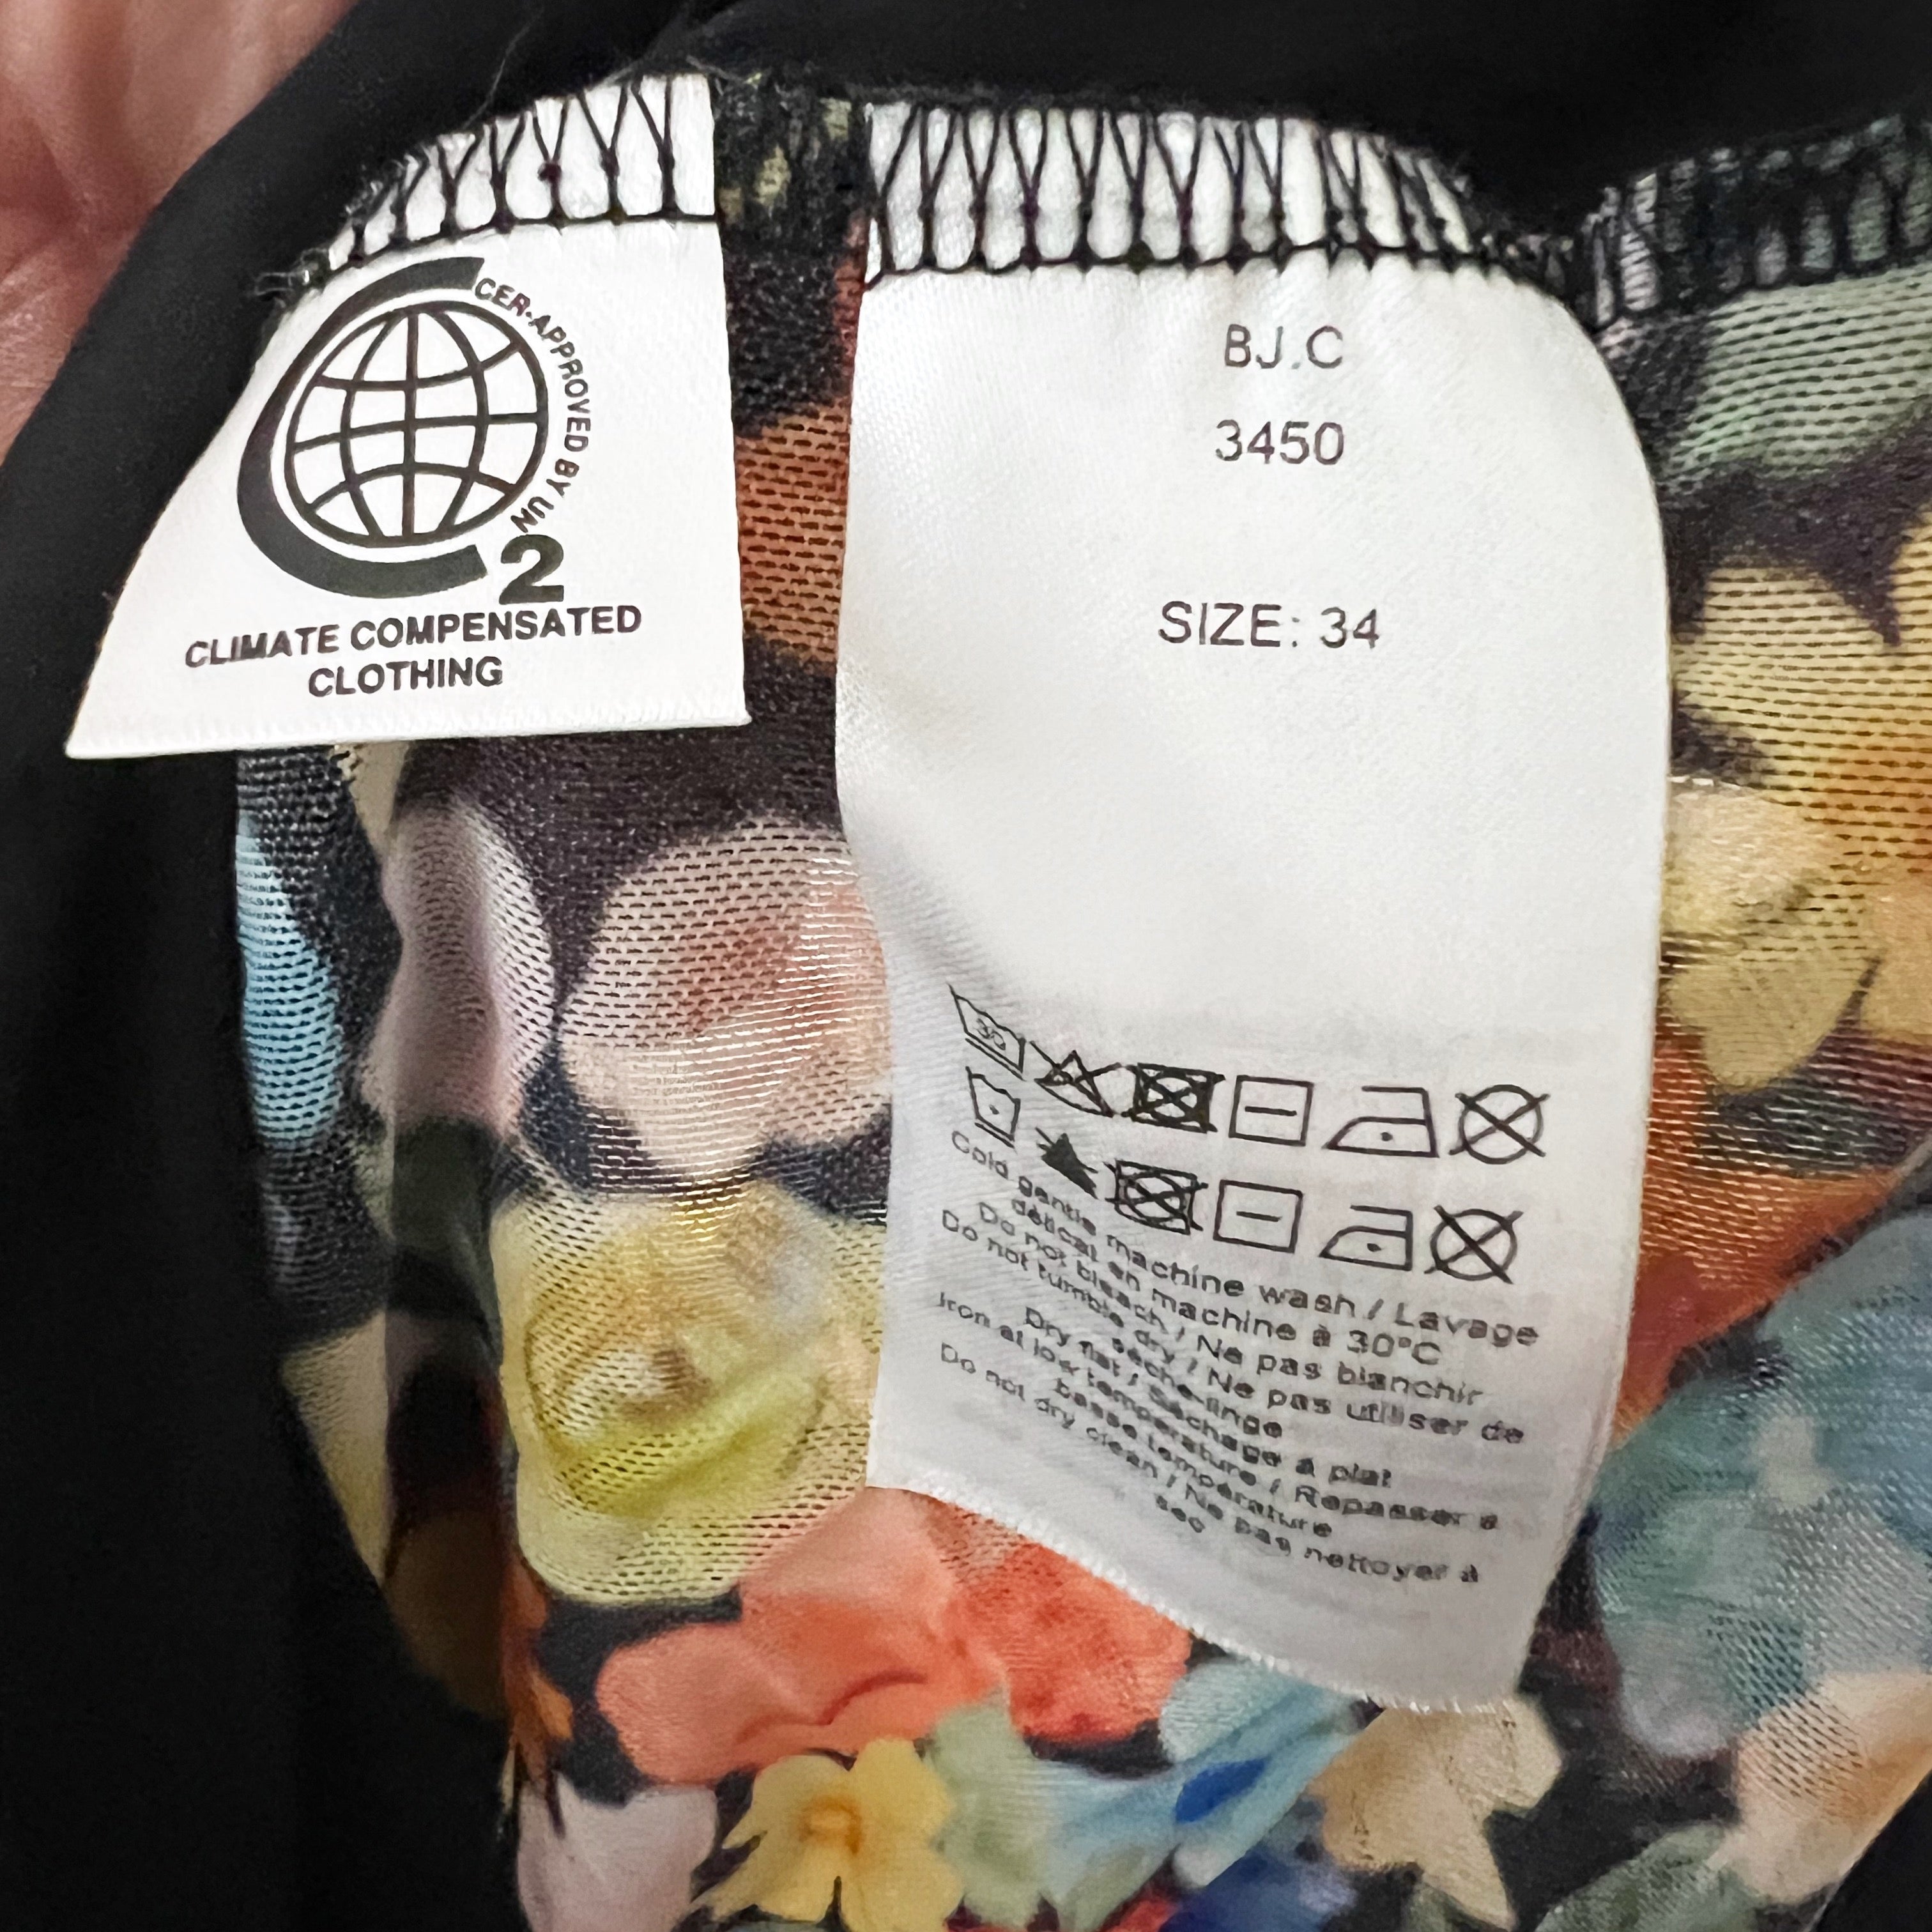 CER-APPROVED BY UN
2
CLIMATE COMPENSATED
CLOTHING
BJ.C
3450
SIZE: 34
30
Cold gentle machine wash / Lavage
délicat en machine à 30°C
Do not bleach / Ne pas blanchir
Do not tumble dry / Ne pas utiliser de
sèche-linge
Dry flat / Séchage à plat
Iron at low temperature / Repasser à
basse température
Do not dry clean / Ne pas nettoyer à
sec